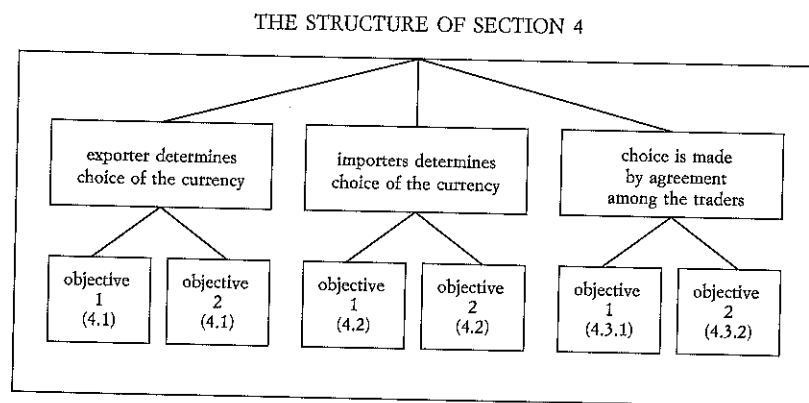 THE STRUCTURE OF SECTION 4
exporter determines
choice of the currency
importers determines
choice of the currency
choice is made
by agreement
among the traders
objective
1
(4.1)
objective
2
(4.1)
objective
1
(4.2)
objective
2
(4.2)
objective
1
(4.3.1)
objective
2
(4.3.2)